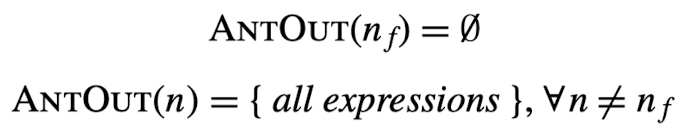 ANTOUT(n_f) = ∅
ANTOUT(n) = { all expressions }, ∀ n ≠ n_f